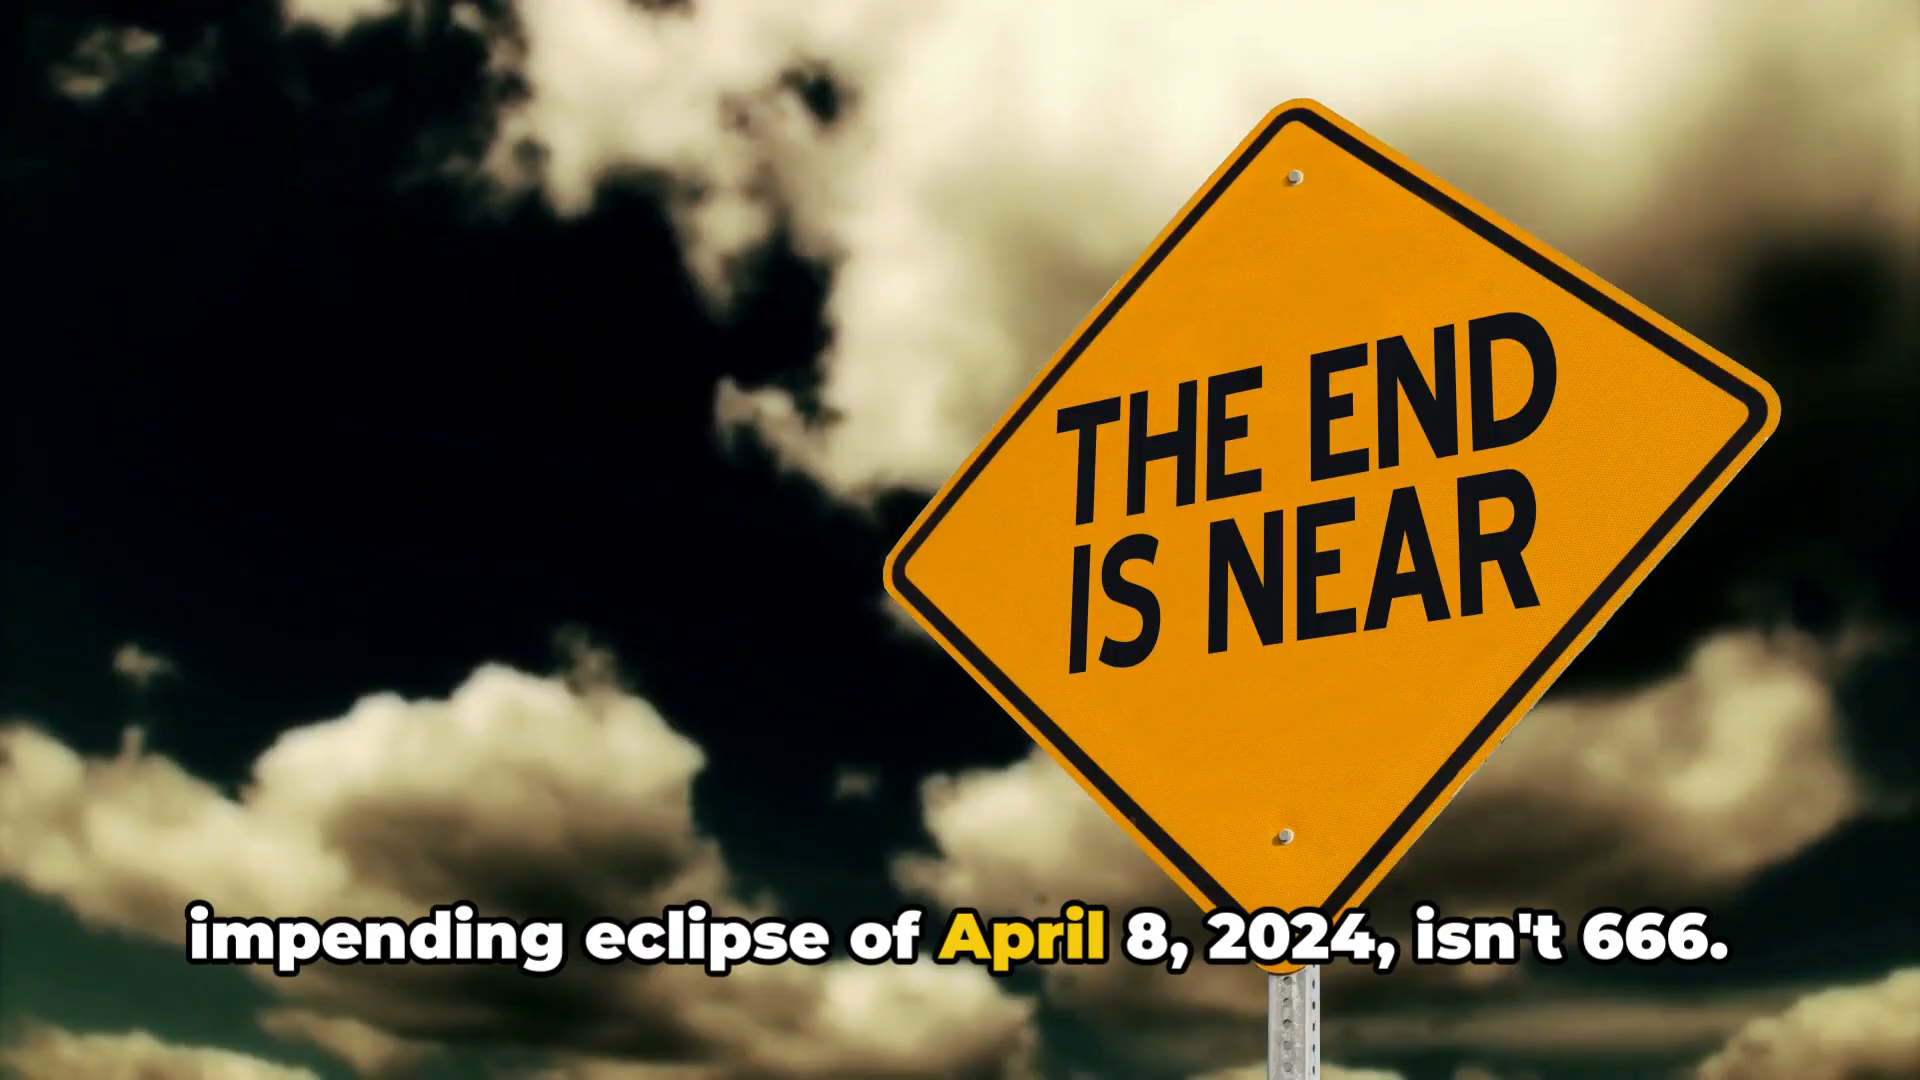 THE END
IS NEAR
impending eclipse of April 8, 2024, isn't 666.